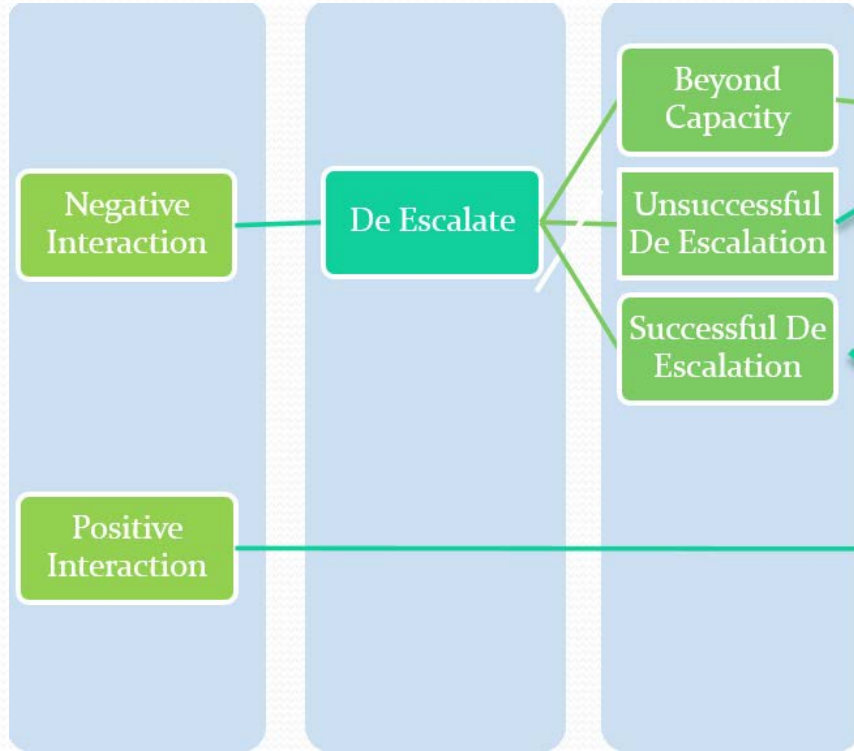 Beyond
Capacity
Negative
Interaction
De Escalate
Unsuccessful
De Escalation
Successful De
Escalation
Positive
Interaction